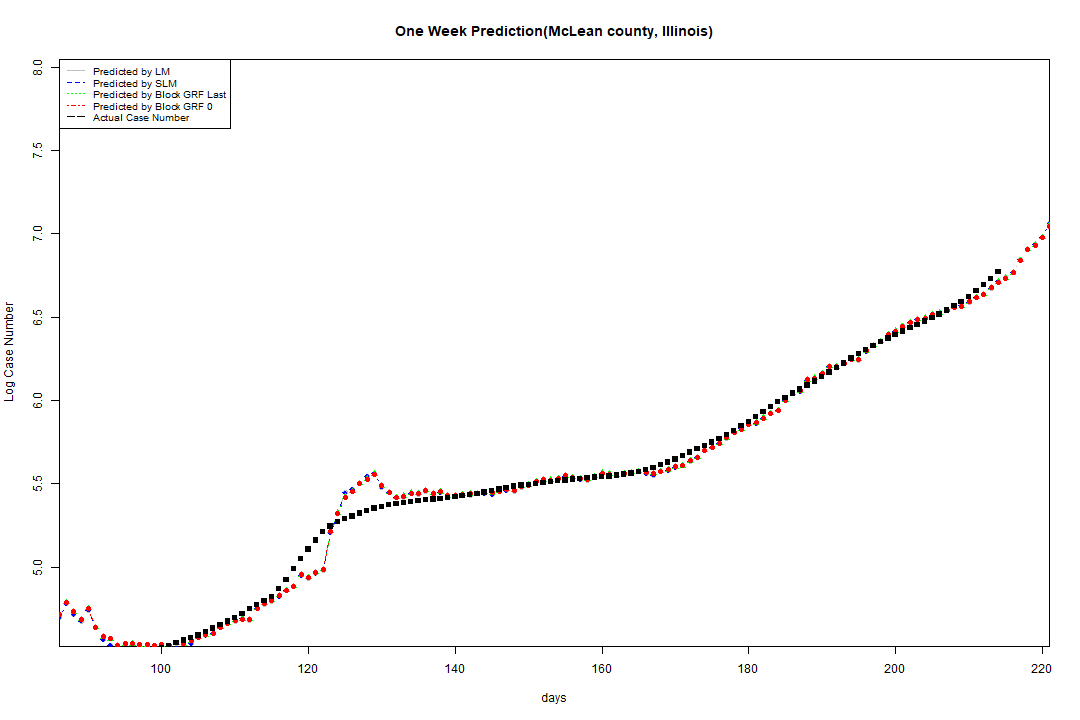 One Week Prediction(McLean county, Illinois)
Predicted by LM
Predicted by SLM
Predicted by Block GRF Last
Predicted by Block GRF 0
Actual Case Number
8.0
7.5
7.0
6.5
6.0
5.5
5.0
Log Case Number
100 120 140 160 180 200 220
days